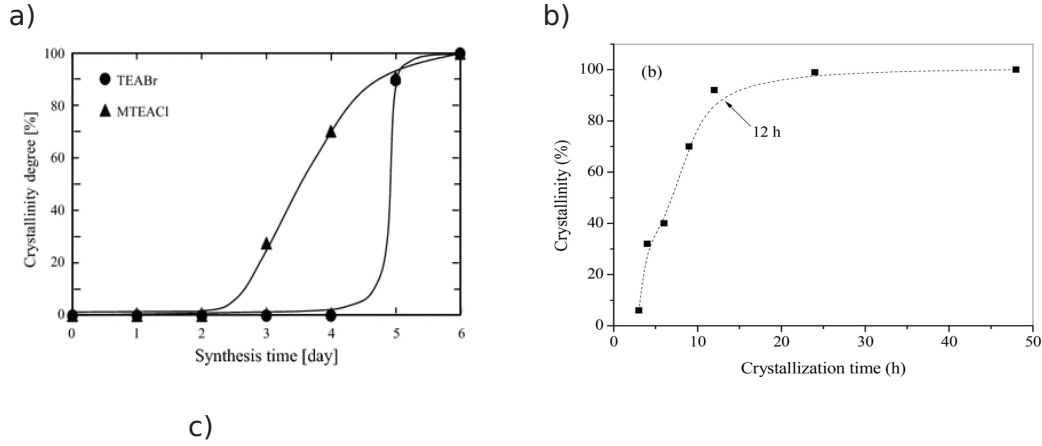 a)
100
80
60
40
20
0
Crystallinity degree [%]
TEABr
MTEACl
0 1 2 3 4 5 6
Synthesis time [day]
b)
100
80
60
40
20
0
Crystallinity (%)
(b)
12 h
0 10 20 30 40 50
Crystallization time (h)
c)